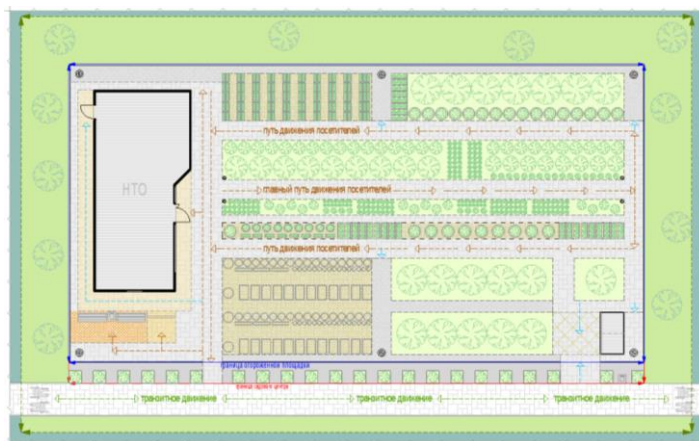 путь движения посетителей
НТО
главный путь движения посетителей
путь движения посетителей
граница огороженной площадки
транзитное движение
транзитное движение
транзитное движение